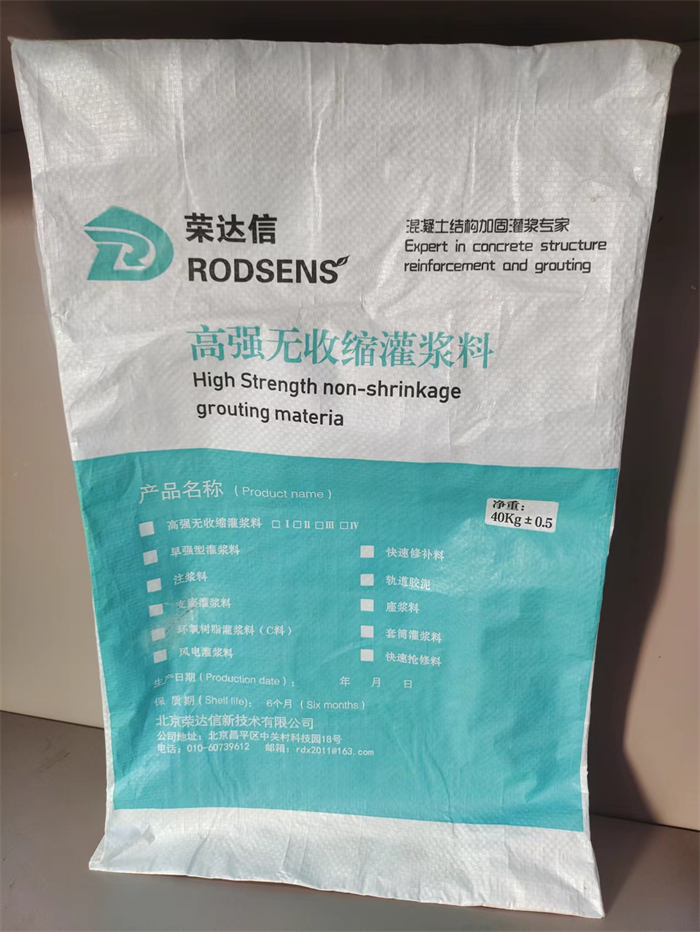 荣达信
RODSENS
混凝土结构加固灌浆专家
Expert in concrete structure
reinforcement and grouting
高强无收缩灌浆料
High Strength non-shrinkage
grouting materia
产品名称 (Product name)
净重:
40Kg±0.5
□ 高强无收缩灌浆料 □I□II□III□IV
□ 早强型灌浆料
□ 快速修补料
□ 注浆料
□ 轨道胶泥
□ 支座灌浆料
□ 座浆料
□ 环氧树脂灌浆料(C料)
□ 套筒灌浆料
□ 风电灌浆料
□ 快速抢修料
生产日期(Production date): 年 月 日
保 质 期(Shelf life): 6个月(Six months)
北京荣达信新技术有限公司
公司地址:北京昌平区中关村科技园18号
电话:010-60739612 邮箱:rdx2011@163.com